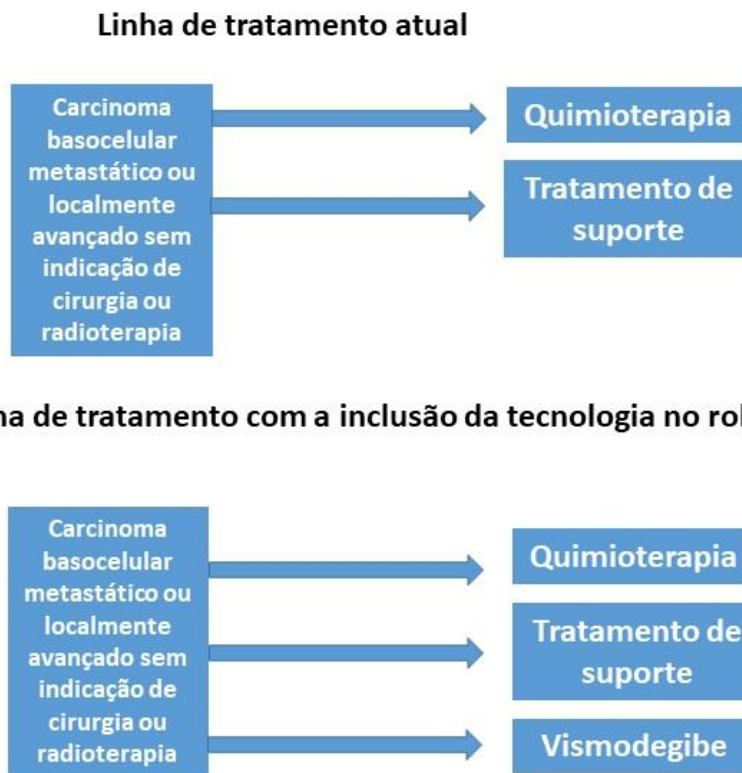 Linha de tratamento atual
Carcinoma
basocelular
metastático ou
localmente
avançado sem
indicação de
cirurgia ou
radioterapia
Quimioterapia
Tratamento de
suporte
de tratamento com a inclusão da tecnologia no
Carcinoma
basocelular
metastático ou
localmente
avançado sem
indicação de
cirurgia ou
radioterapia
Quimioterapia
Tratamento de
suporte
Vismodegibe